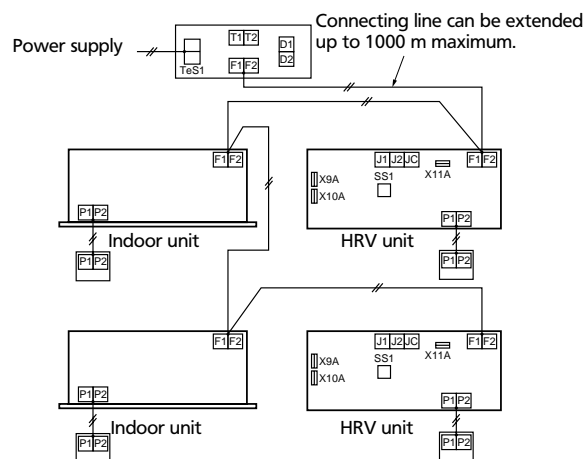 Connecting line can be extended
up to 1000 m maximum.
Power supply
T1 T2
D1
D2
TeS1
F1 F2
F1 F2
J1 J2 JC
F1 F2
X9A
X10A
SS1
X11A
P1 P2
P1 P2
Indoor unit
HRV unit
P1 P2
P1 P2
F1 F2
J1 J2 JC
F1 F2
X9A
X10A
SS1
X11A
P1 P2
P1 P2
Indoor unit
HRV unit
P1 P2
P1 P2